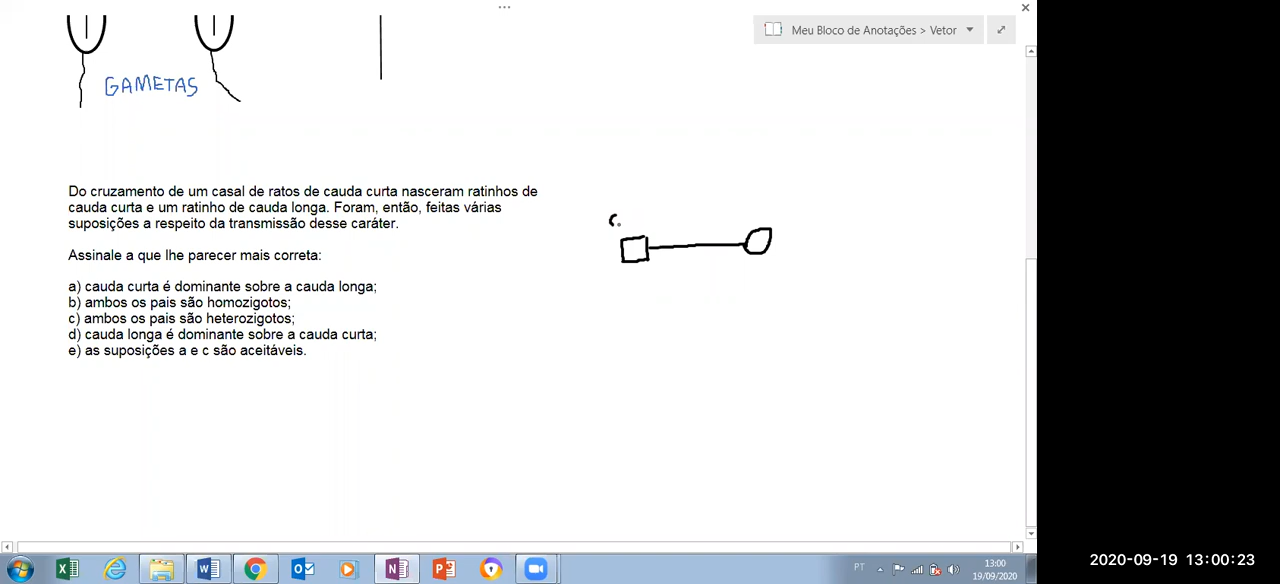 Meu Bloco de Anotações > Vetor
GAMETAS
Do cruzamento de um casal de ratos de cauda curta nasceram ratinhos de
cauda curta e um ratinho de cauda longa. Foram, então, feitas várias
suposições a respeito da transmissão desse caráter.
Assinale a que lhe parecer mais correta:
a) cauda curta é dominante sobre a cauda longa;
b) ambos os pais são homozigotos;
c) ambos os pais são heterozigotos;
d) cauda longa é dominante sobre a cauda curta;
e) as suposições a e c são aceitáveis.
PT
13:00
19/09/2020
2020-09-19 13:00:23